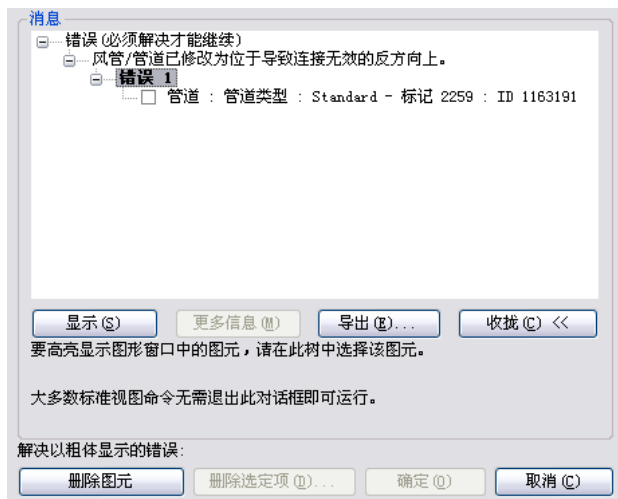 消息
错误(必须解决才能继续)
风管/管道已修改为位于导致连接无效的反方向上。
错误 1
管道 : 管道类型 : Standard - 标记 2259 : ID 1163191
显示(S) 更多信息(M) 导出(E)... 收拢(C) <<
要高亮显示图形窗口中的图元，请在此树中选择该图元。
大多数标准视图命令无需退出此对话框即可运行。
解决以粗体显示的错误:
删除图元 删除选定项(D)... 确定(O) 取消(C)